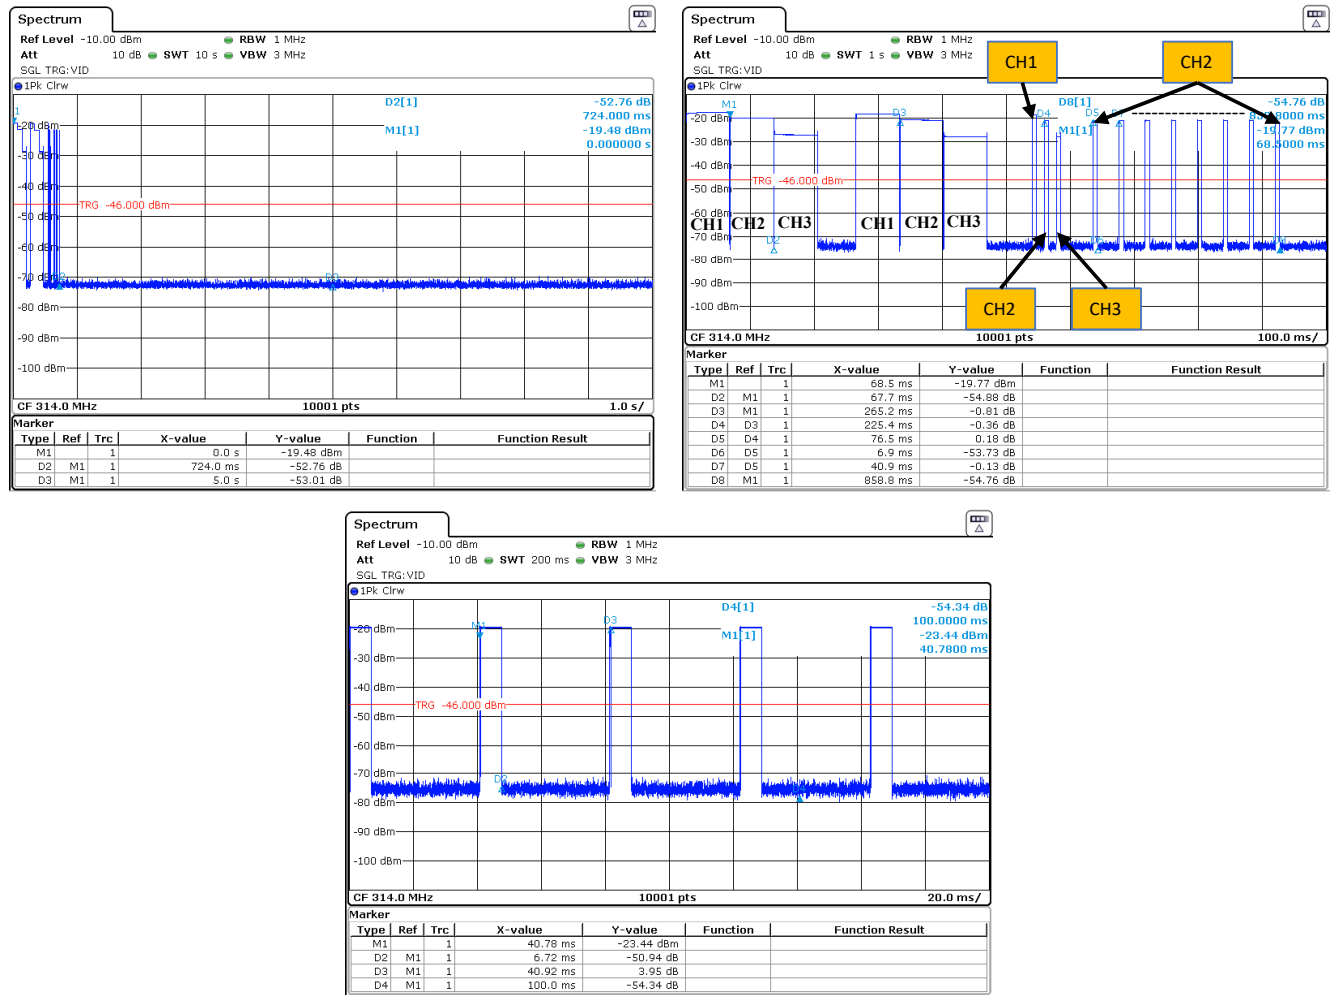 Spectrum
Ref Level -10.00 dBm RBW 1 MHz
Att 10 dB SWT 10 s VBW 3 MHz
SGL TRG:VID
1Pk Clrw
D2[1] -52.76 dB
724.000 ms
M1[1] -19.48 dBm
0.000000 s
-20 dBm
-30 dBm
-40 dBm
TRG -46.000 dBm
-50 dBm
-60 dBm
-70 dBm
D3
-80 dBm
-90 dBm
-100 dBm
CF 314.0 MHz 10001 pts 1.0 s/
Marker
Type Ref Trc X-value Y-value Function Function Result
M1 1 0.0 s -19.48 dBm
D2 M1 1 724.0 ms -52.76 dB
D3 M1 1 5.0 s -53.01 dB
Spectrum
Ref Level -10.00 dBm RBW 1 MHz
Att 10 dB SWT 1 s VBW 3 MHz
SGL TRG:VID
1Pk Clrw
CH1 CH2
D8[1] -54.76 dB
858.8000 ms
M1[1] -19.77 dBm
68.5000 ms
M1 D3 D4 D5
-20 dBm
-30 dBm
-40 dBm
TRG -46.000 dBm
-50 dBm
-60 dBm
CH1 CH2 CH3 CH1 CH2 CH3
-70 dBm
D2 D6
-80 dBm
-90 dBm
-100 dBm
CH2 CH3
CF 314.0 MHz 10001 pts 100.0 ms/
Marker
Type Ref Trc X-value Y-value Function Function Result
M1 1 68.5 ms -19.77 dBm
D2 M1 1 67.7 ms -54.88 dB
D3 M1 1 265.2 ms -0.81 dB
D4 D3 1 225.4 ms -0.36 dB
D5 D4 1 76.5 ms 0.18 dB
D6 D5 1 6.9 ms -53.73 dB
D7 D5 1 40.9 ms -0.13 dB
D8 M1 1 858.8 ms -54.76 dB
Spectrum
Ref Level -10.00 dBm RBW 1 MHz
Att 10 dB SWT 200 ms VBW 3 MHz
SGL TRG:VID
1Pk Clrw
D4[1] -54.34 dB
100.0000 ms
M1[1] -23.44 dBm
40.7800 ms
M1 D3
-20 dBm
-30 dBm
-40 dBm
TRG -46.000 dBm
-50 dBm
-60 dBm
-70 dBm
D2 D4
-80 dBm
-90 dBm
-100 dBm
CF 314.0 MHz 10001 pts 20.0 ms/
Marker
Type Ref Trc X-value Y-value Function Function Result
M1 1 40.78 ms -23.44 dBm
D2 M1 1 6.72 ms -50.94 dB
D3 M1 1 40.92 ms 3.95 dB
D4 M1 1 100.0 ms -54.34 dB